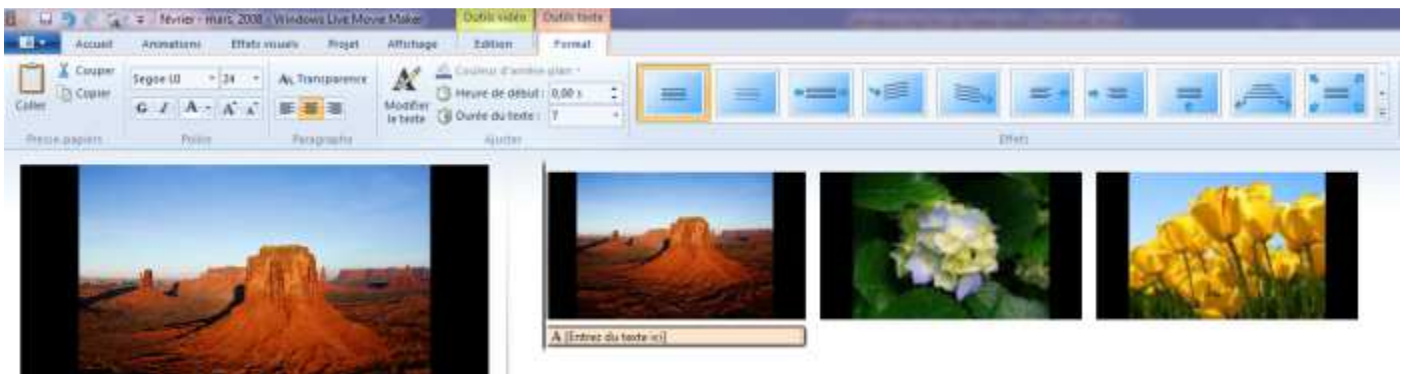 février - mars, 2008 - Windows Live Movie Maker
Outils vidéo
Outils texte
Accueil
Animations
Effets visuels
Projet
Affichage
Edition
Format
Coller
Couper
Copier
Presse-papiers
Segoe UI
24
G I A A A
Police
Transparence
Paragraphe
Modifier
le texte
Couleur d'arrière-plan
Heure de début : 0,00 s
Durée du texte : 7
Ajuster
Effets
A [Entrez du texte ici]